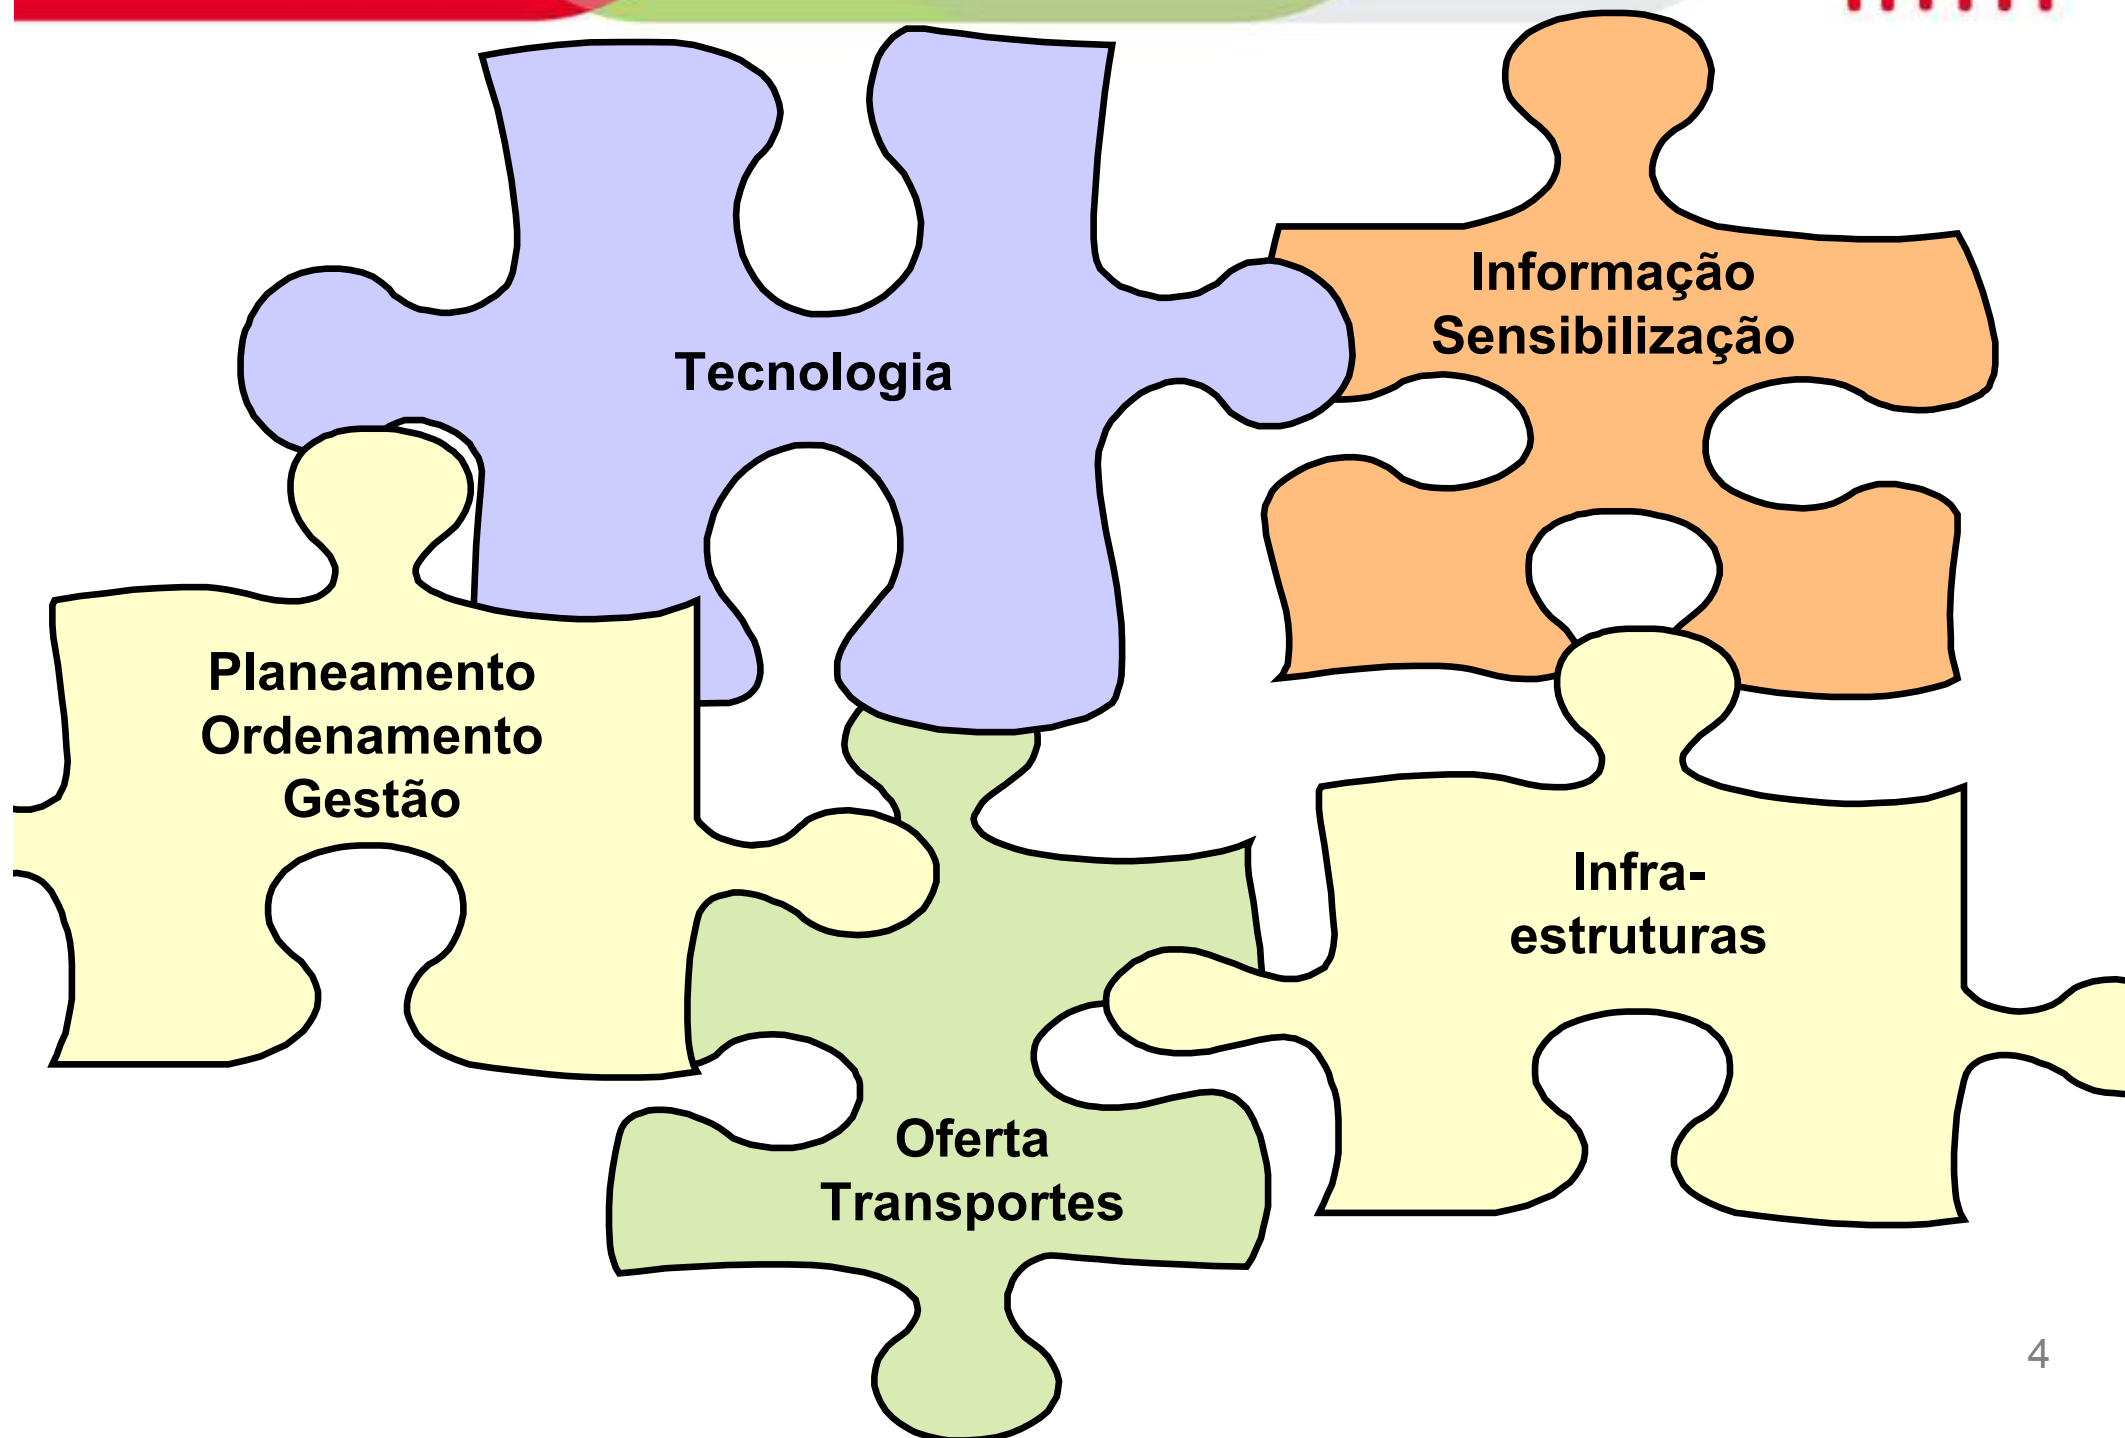 Informação
Sensibilização
Tecnologia
Planeamento
Ordenamento
Gestão
Infra-
estruturas
Oferta
Transportes
4